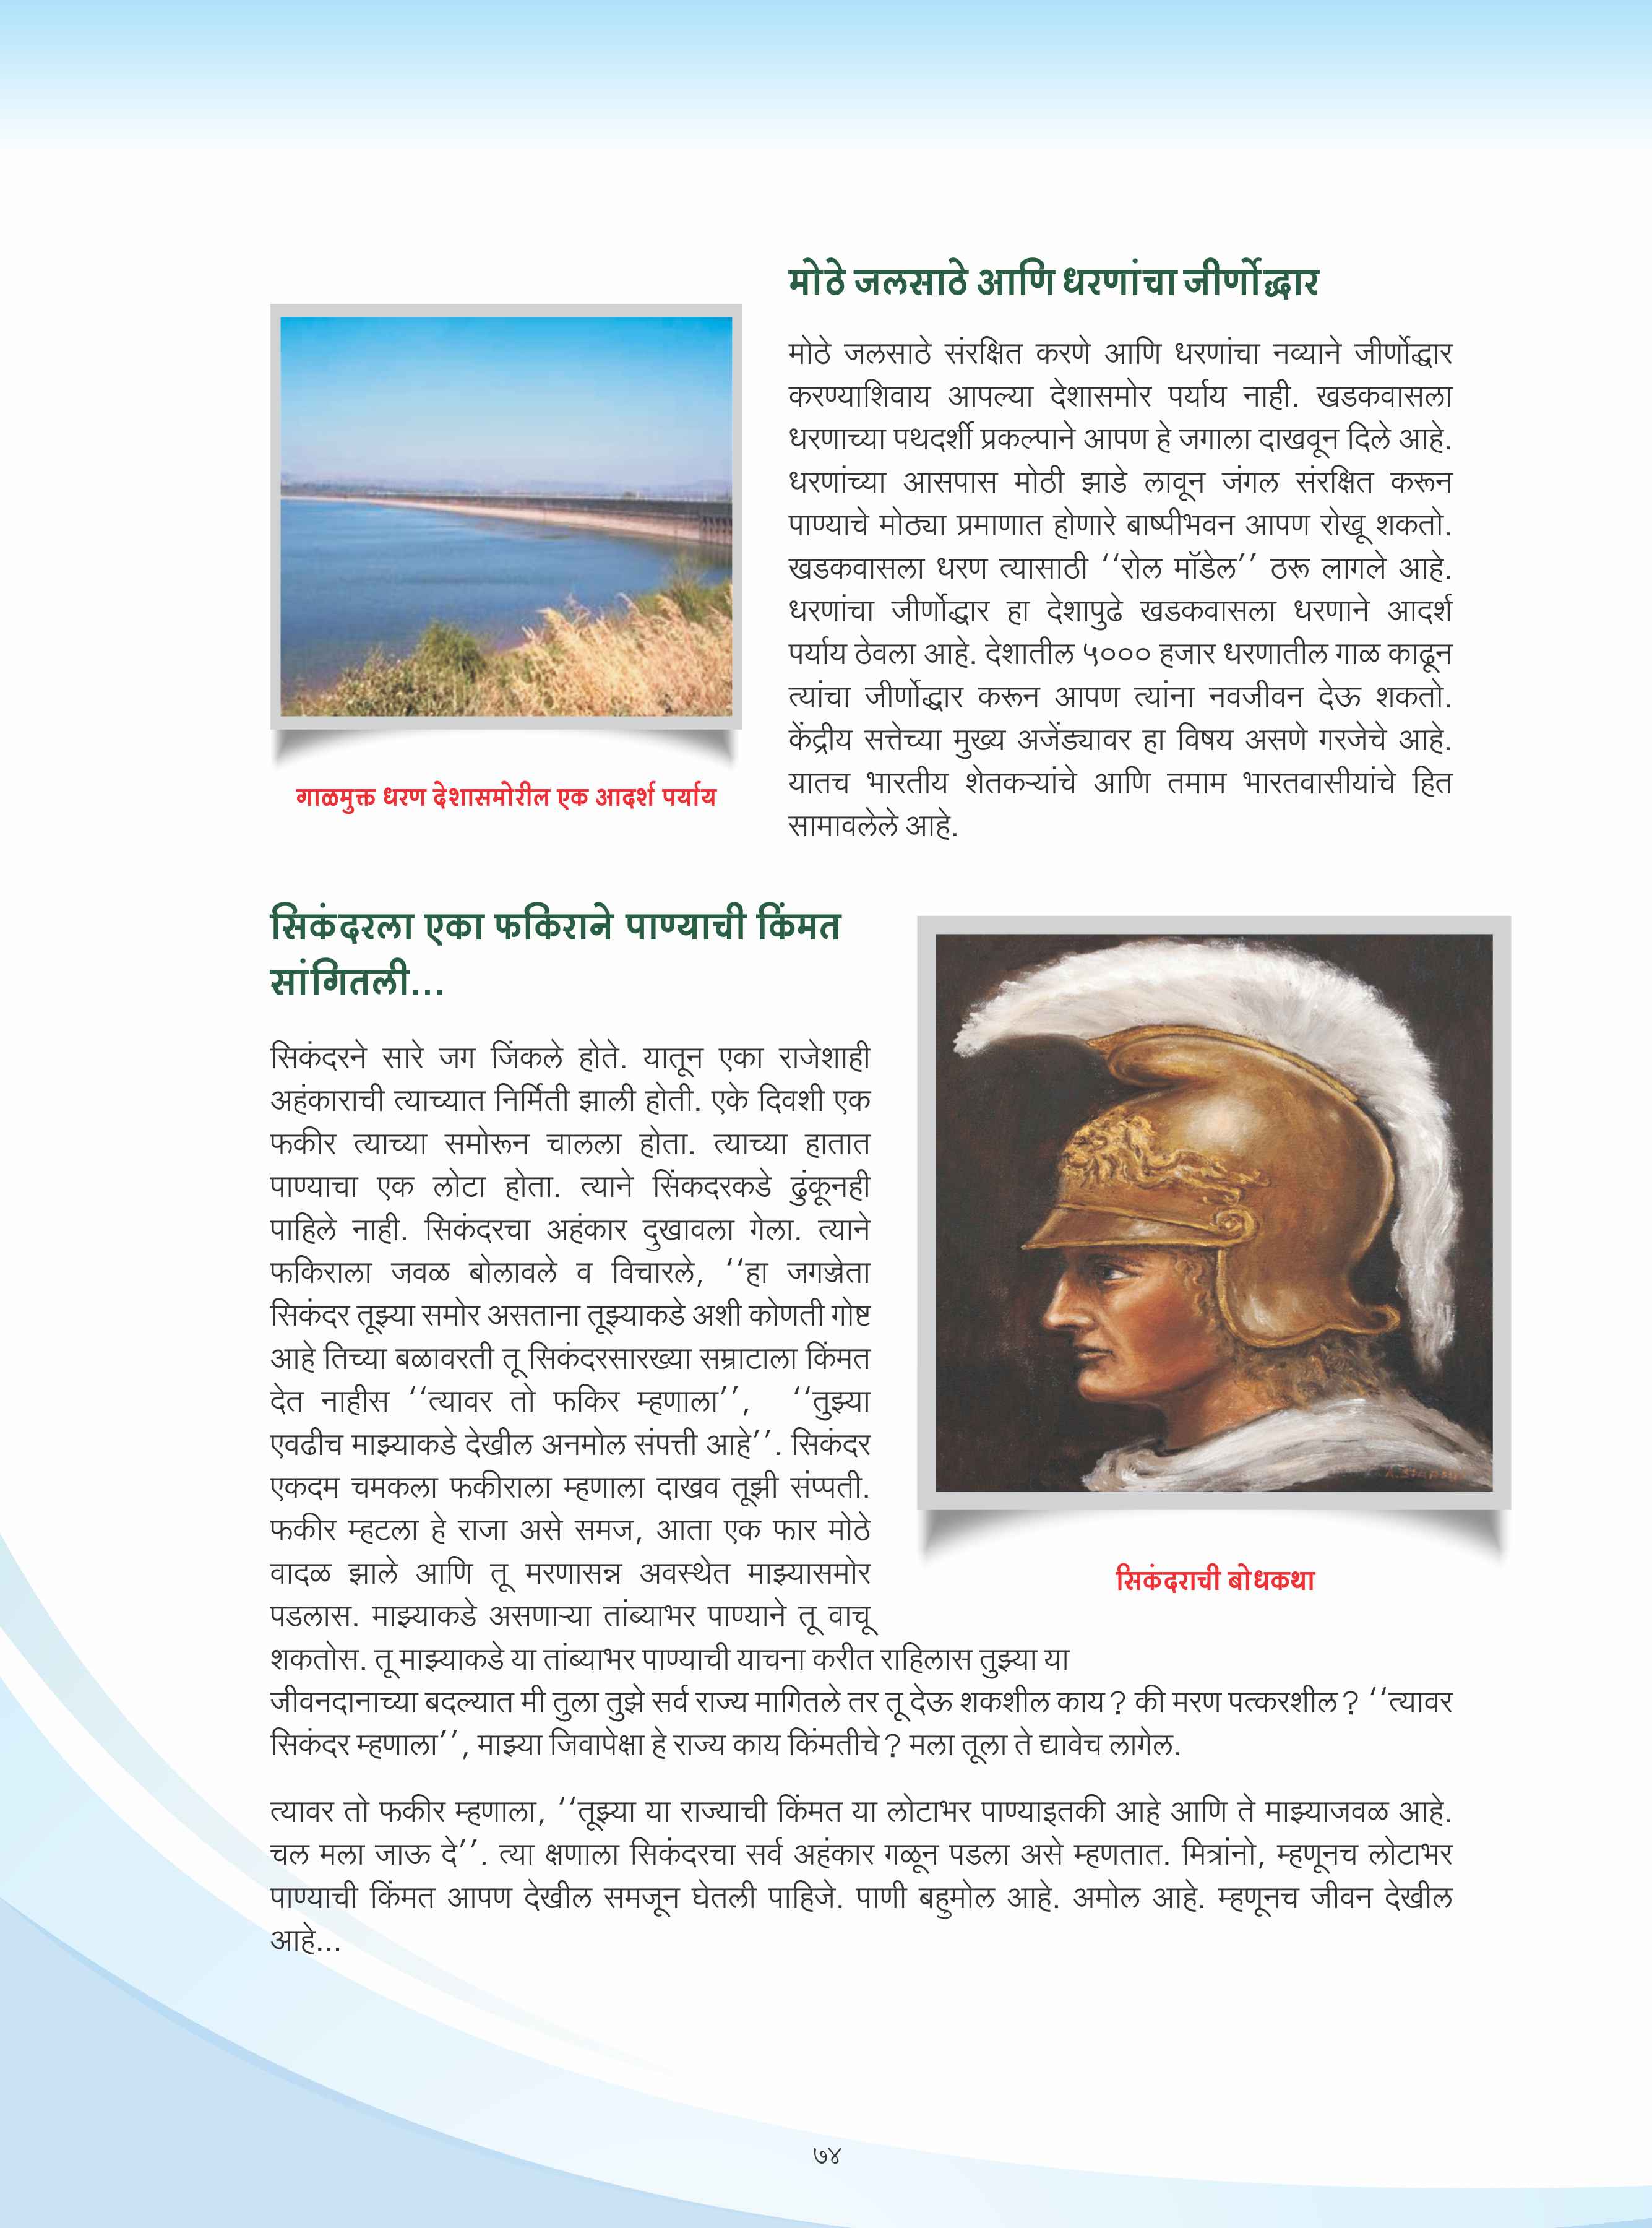 मोठे जलसाठे आणि धरणांचा जीर्णोद्धार
मोठे जलसाठे संरक्षित करणे आणि धरणांचा नव्याने जीर्णोद्धार
करण्याशिवाय आपल्या देशासमोर पर्याय नाही. खडकवासला
धरणाच्या पथदर्शी प्रकल्पाने आपण हे जगाला दाखवून दिले आहे.
धरणांच्या आसपास मोठी झाडे लावून जंगल संरक्षित करून
पाण्याचे मोठ्या प्रमाणात होणारे बाष्पीभवन आपण रोखू शकतो.
खडकवासला धरण त्यासाठी ‘‘रोल मॉडेल’’ ठरू लागले आहे.
धरणांचा जीर्णोद्धार हा देशापुढे खडकवासला धरणाने आदर्श
पर्याय ठेवला आहे. देशातील ५००० हजार धरणातील गाळ काढून
त्यांचा जीर्णोद्धार करून आपण त्यांना नवजीवन देऊ शकतो.
केंद्रीय सत्तेच्या मुख्य अजेंड्यावर हा विषय असणे गरजेचे आहे.
यातच भारतीय शेतकऱ्यांचे आणि तमाम भारतवासीयांचे हित
सामावलेले आहे.
गाळमुक्त धरण देशासमोरील एक आदर्श पर्याय
सिकंदरला एका फकिराने पाण्याची किंमत
सांगितली...
सिकंदरने सारे जग जिंकले होते. यातून एका राजेशाही
अहंकाराची त्याच्यात निर्मिती झाली होती. एके दिवशी एक
फकीर त्याच्या समोरून चालला होता. त्याच्या हातात
पाण्याचा एक लोटा होता. त्याने सिंकदरकडे ढुंकूनही
पाहिले नाही. सिकंदरचा अहंकार दुखावला गेला. त्याने
फकिराला जवळ बोलावले व विचारले, ‘‘हा जगज्जेता
सिकंदर तूझ्या समोर असताना तूझ्याकडे अशी कोणती गोष्ट
आहे तिच्या बळावरती तू सिकंदरसारख्या सम्राटाला किंमत
देत नाहीस ‘‘त्यावर तो फकिर म्हणाला’’, ‘‘तुझ्या
एवढीच माझ्याकडे देखील अनमोल संपत्ती आहे’’. सिकंदर
एकदम चमकला फकीराला म्हणाला दाखव तूझी संप्पती.
फकीर म्हटला हे राजा असे समज, आता एक फार मोठे
वादळ झाले आणि तू मरणासन्न अवस्थेत माझ्यासमोर
पडलास. माझ्याकडे असणाऱ्या तांब्याभर पाण्याने तू वाचू
शकतोस. तू माझ्याकडे या तांब्याभर पाण्याची याचना करीत राहिलास तुझ्या या
जीवनदानाच्या बदल्यात मी तुला तुझे सर्व राज्य मागितले तर तू देऊ शकशील काय? की मरण पत्करशील? ‘‘त्यावर
सिकंदर म्हणाला’’, माझ्या जिवापेक्षा हे राज्य काय किंमतीचे? मला तूला ते द्यावेच लागेल.
सिकंदराची बोधकथा
त्यावर तो फकीर म्हणाला, ‘‘तूझ्या या राज्याची किंमत या लोटाभर पाण्याइतकी आहे आणि ते माझ्याजवळ आहे.
चल मला जाऊ दे’’. त्या क्षणाला सिकंदरचा सर्व अहंकार गळून पडला असे म्हणतात. मित्रांनो, म्हणूनच लोटाभर
पाण्याची किंमत आपण देखील समजून घेतली पाहिजे. पाणी बहुमोल आहे. अमोल आहे. म्हणूनच जीवन देखील
आहे...
७४